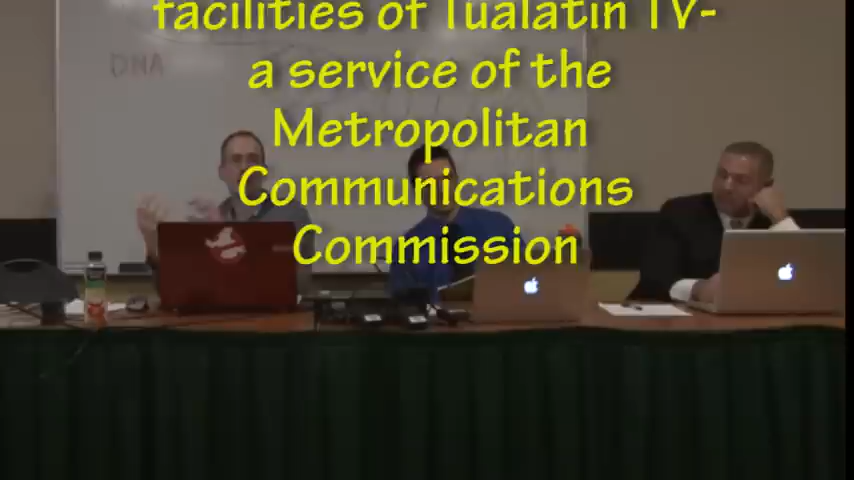 facilities of Tualatin TV-
a service of the
Metropolitan
Communications
Commission
DNA